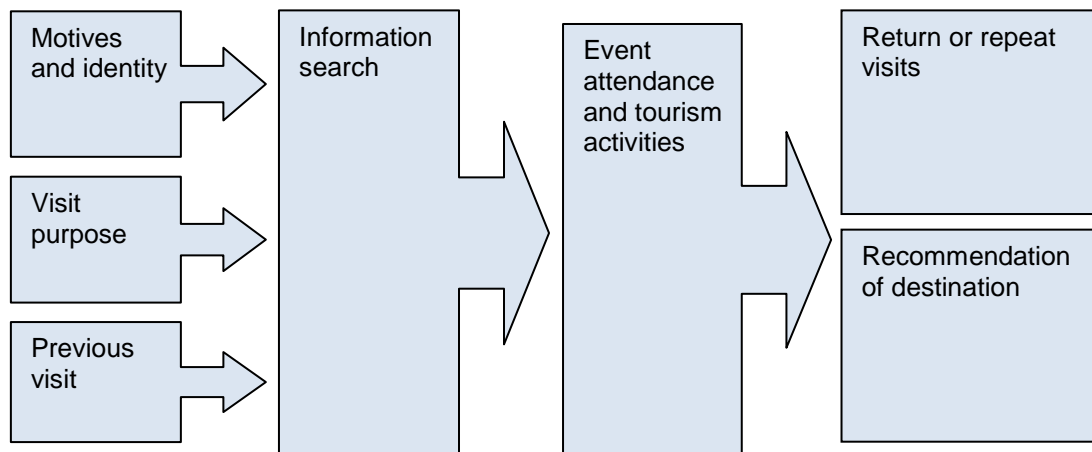 Motives
and identity
Visit
purpose
Previous
visit
Information
search
Event
attendance
and tourism
activities
Return or repeat
visits
Recommendation
of destination